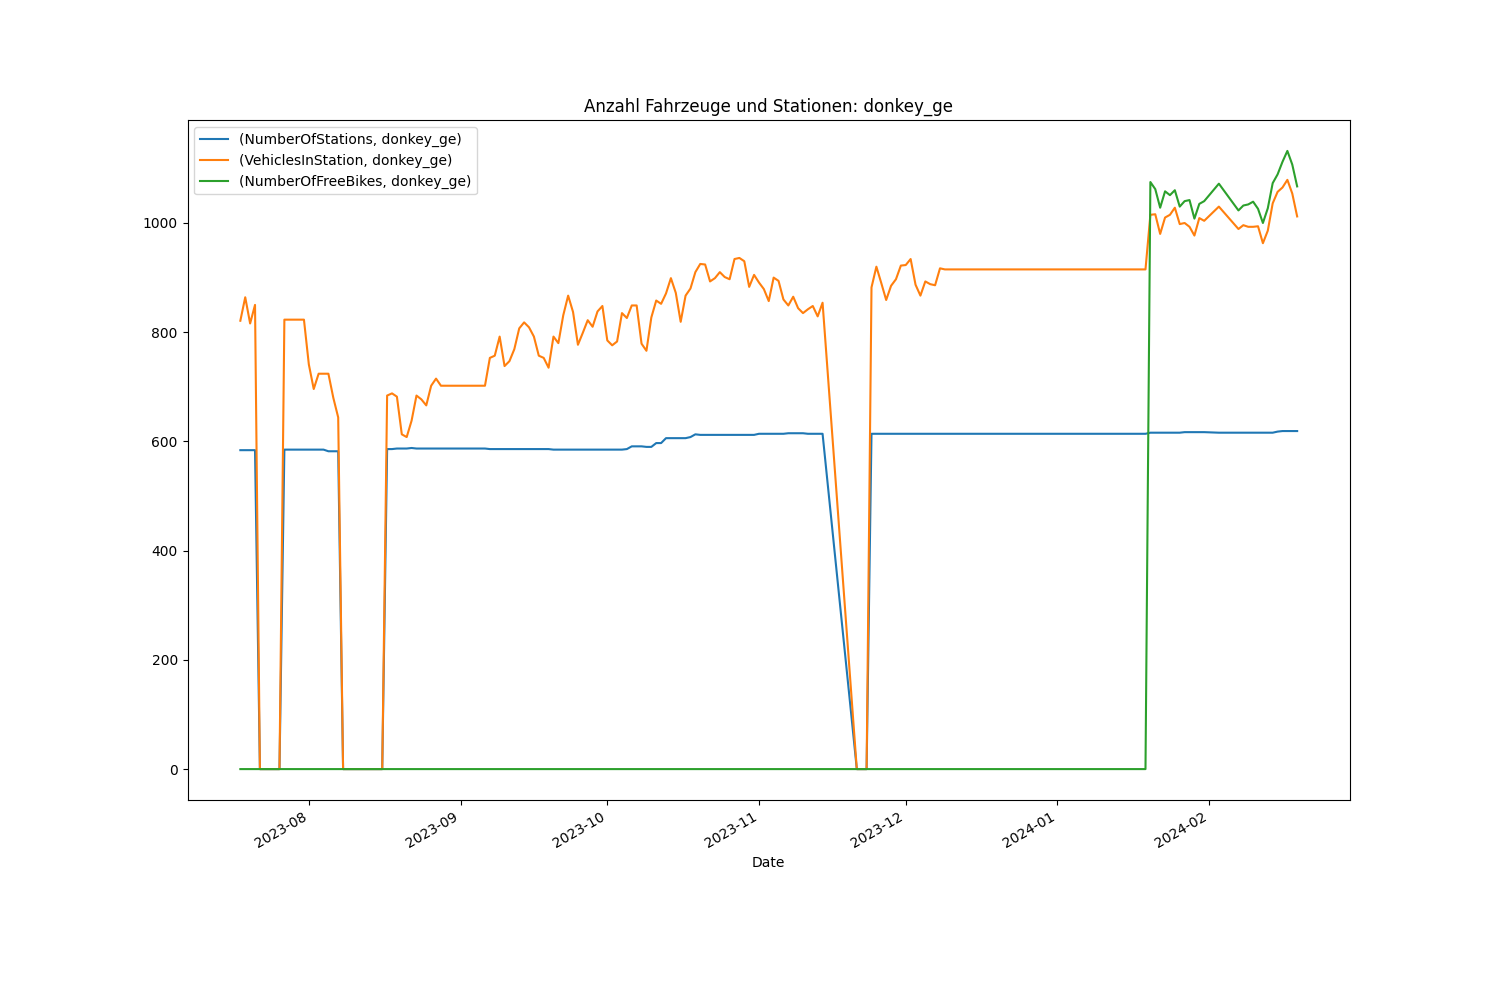 Anzahl Fahrzeuge und Stationen: donkey_ge
(NumberOfStations, donkey_ge)
(VehiclesInStation, donkey_ge)
(NumberOfFreeBikes, donkey_ge)
1000
800
600
400
200
0
2023-08
2023-09
2023-10
2023-11
2023-12
2024-01
2024-02
Date